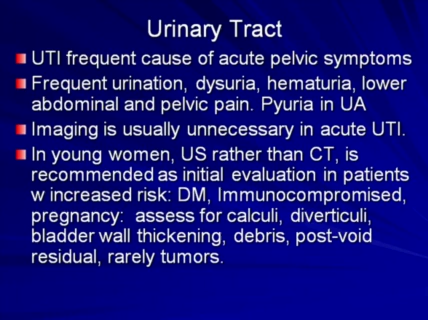 Urinary Tract
UTI frequent cause of acute pelvic symptoms
Frequent urination, dysuria, hematuria, lower
abdominal and pelvic pain. Pyuria in UA
Imaging is usually unnecessary in acute UTI.
In young women, US rather than CT, is
recommended as initial evaluation in patients
w increased risk: DM, Immunocompromised,
pregnancy: assess for calculi, diverticuli,
bladder wall thickening, debris, post-void
residual, rarely tumors.